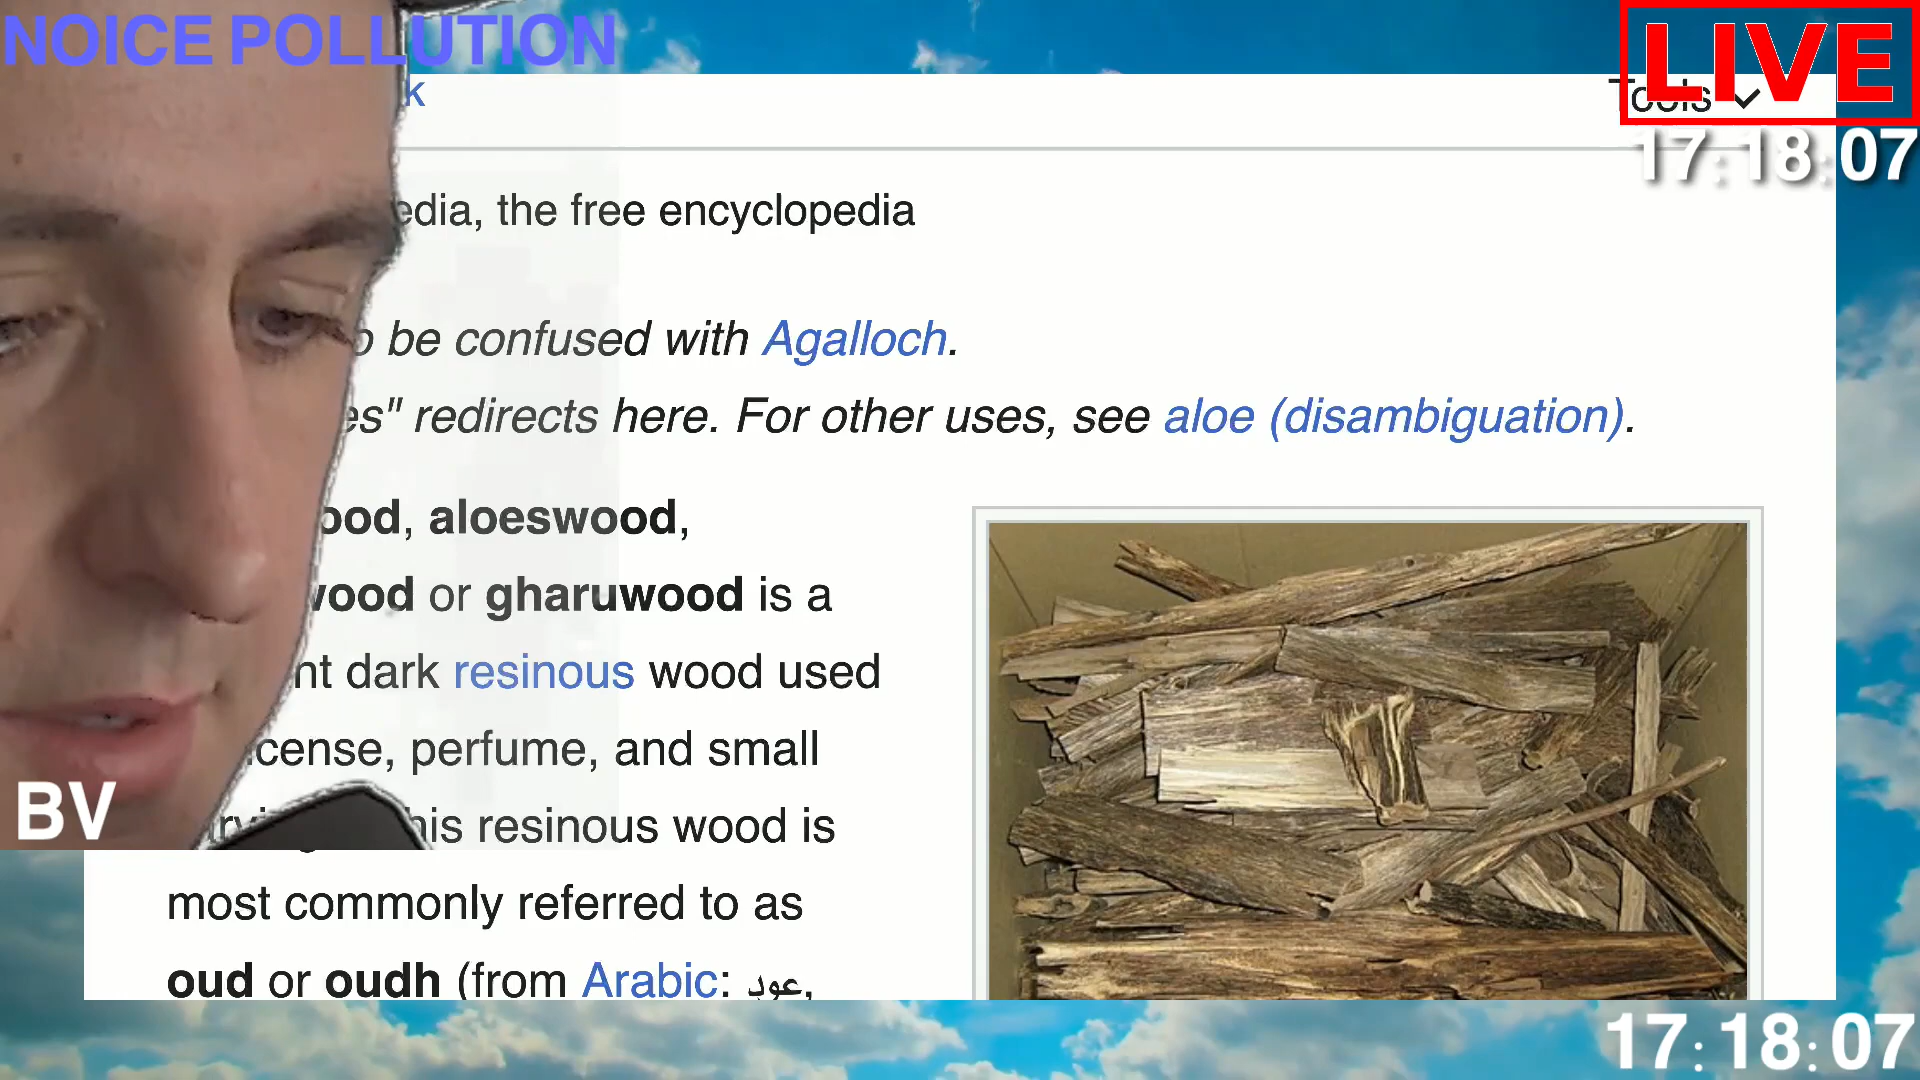 NOICE POLLUTION
LIVE
k
Tools
17:18:07
edia, the free encyclopedia
be confused with Agalloch.
es" redirects here. For other uses, see aloe (disambiguation).
ood, aloeswood,
wood or gharuwood is a
nt dark resinous wood used
cense, perfume, and small
his resinous wood is
most commonly referred to as
oud or oudh (from Arabic: عود,
BV
17:18:07